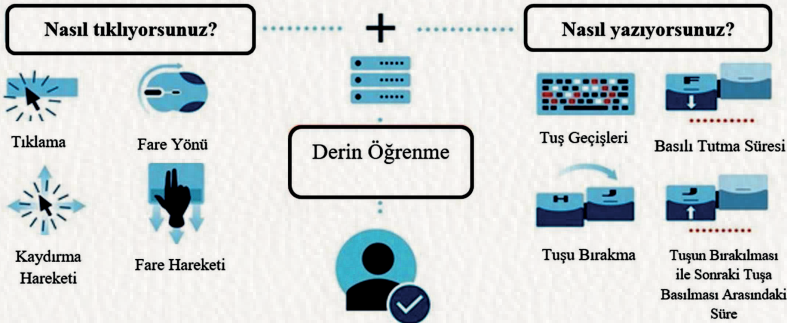 Nasıl tıklıyorsunuz?
Tıklama
Fare Yönü
Kaydırma
Hareketi
Fare Hareketi
Derin Öğrenme
Nasıl yazıyorsunuz?
Tuş Geçişleri
Basılı Tutma Süresi
Tuşu Bırakma
Tuşun Bırakılması
ile Sonraki Tuşa
Basılması Arasındaki
Süre